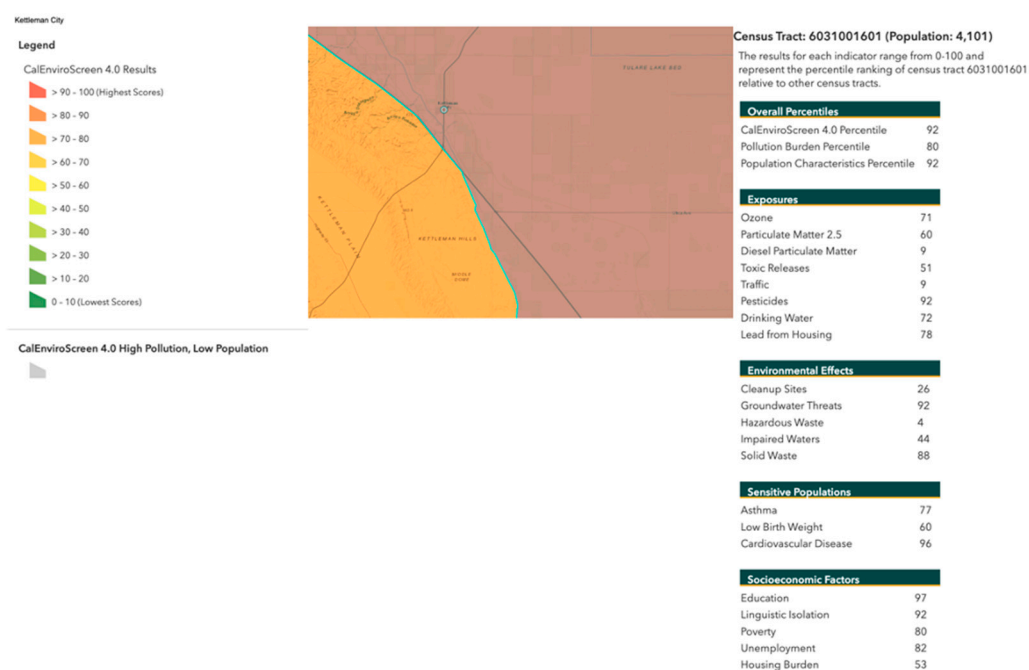 Kettleman City
Legend
CalEnviroScreen 4.0 Results
> 90 - 100 (Highest Scores)
> 80 - 90
> 70 - 80
> 60 - 70
> 50 - 60
> 40 - 50
> 30 - 40
> 20 - 30
> 10 - 20
0 - 10 (Lowest Scores)
CalEnviroScreen 4.0 High Pollution, Low Population
TULARE LAKE BED
KETTLEMAN PLAIN
KETTLEMAN HILLS
MIDDLE DOME
Census Tract: 6031001601 (Population: 4,101)
The results for each indicator range from 0-100 and
represent the percentile ranking of census tract 6031001601
relative to other census tracts.
Overall Percentiles
CalEnviroScreen 4.0 Percentile 92
Pollution Burden Percentile 80
Population Characteristics Percentile 92
Exposures
Ozone 71
Particulate Matter 2.5 60
Diesel Particulate Matter 9
Toxic Releases 51
Traffic 9
Pesticides 92
Drinking Water 72
Lead from Housing 78
Environmental Effects
Cleanup Sites 26
Groundwater Threats 92
Hazardous Waste 4
Impaired Waters 44
Solid Waste 88
Sensitive Populations
Asthma 77
Low Birth Weight 60
Cardiovascular Disease 96
Socioeconomic Factors
Education 97
Linguistic Isolation 92
Poverty 80
Unemployment 82
Housing Burden 53